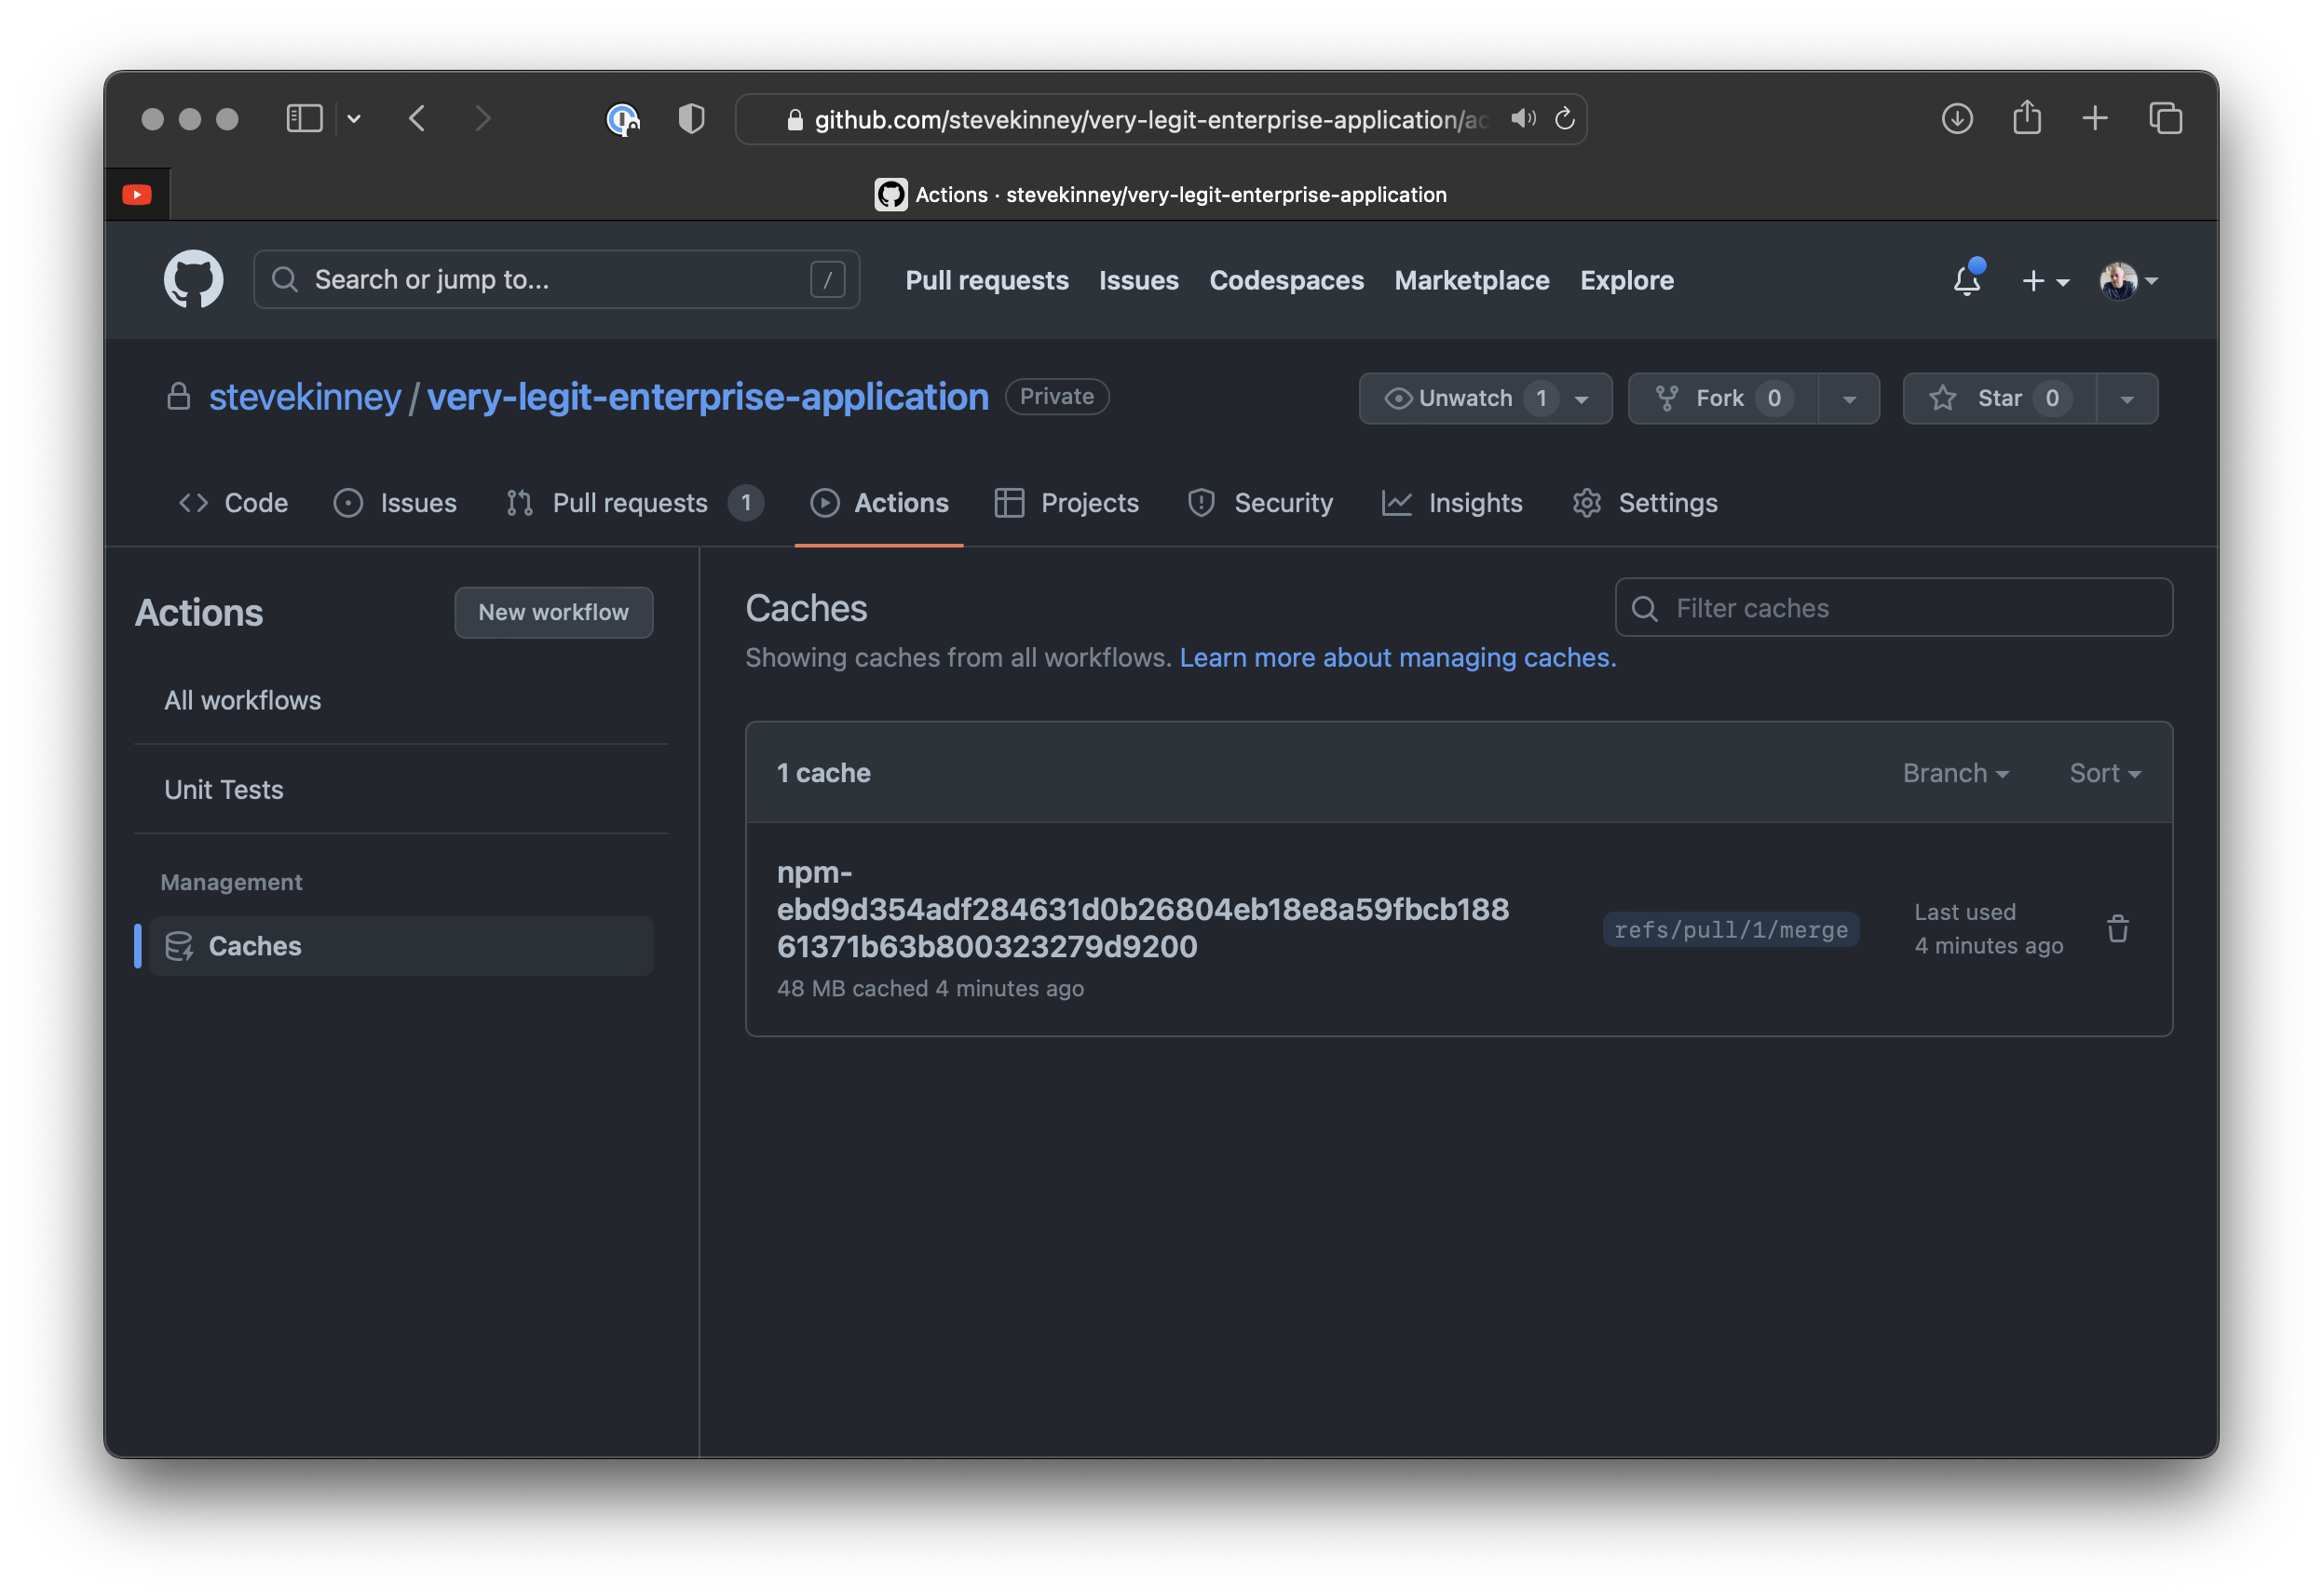 github.com/stevekinney/very-legit-enterprise-application/ac
Actions · stevekinney/very-legit-enterprise-application
Search or jump to... /
Pull requests Issues Codespaces Marketplace Explore
stevekinney / very-legit-enterprise-application Private
Unwatch 1 Fork 0 Star 0
Code Issues Pull requests 1 Actions Projects Security Insights Settings
Actions
New workflow
All workflows
Unit Tests
Management
Caches
Caches
Filter caches
Showing caches from all workflows. Learn more about managing caches.
1 cache
Branch Sort
npm-
ebd9d354adf284631d0b26804eb18e8a59fbcb188
61371b63b800323279d9200
48 MB cached 4 minutes ago
refs/pull/1/merge
Last used
4 minutes ago